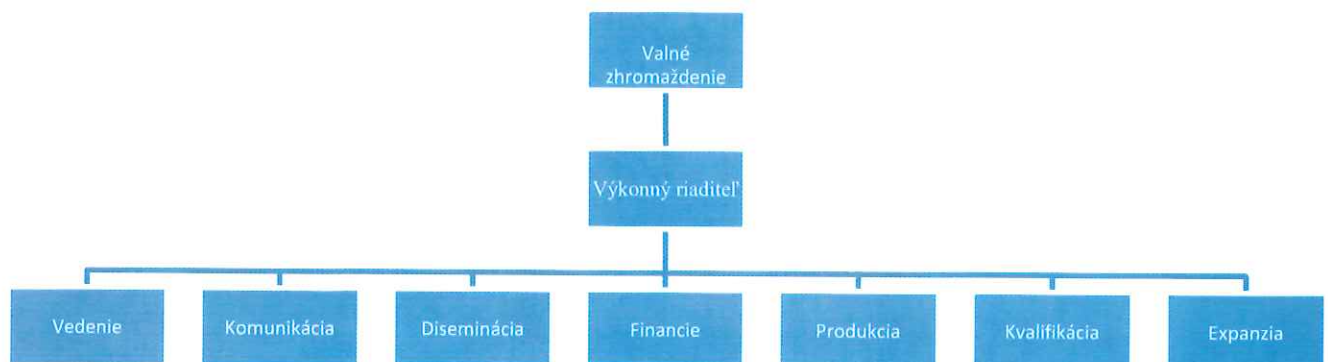 Valné
zhromaždenie
Výkonný riaditeľ
Vedenie
Komunikácia
Diseminácia
Financie
Produkcia
Kvalifikácia
Expanzia